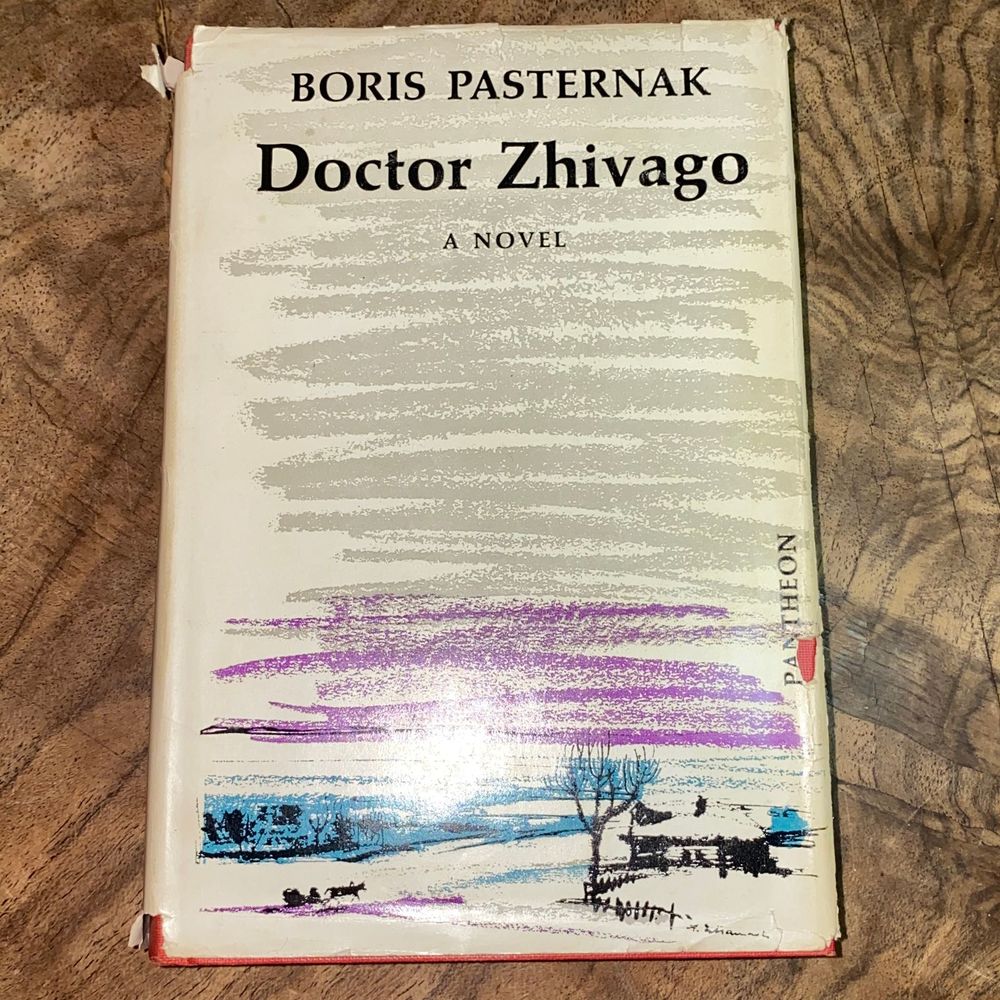 BORIS PASTERNAK
Doctor Zhivago
A NOVEL
PANTHEON